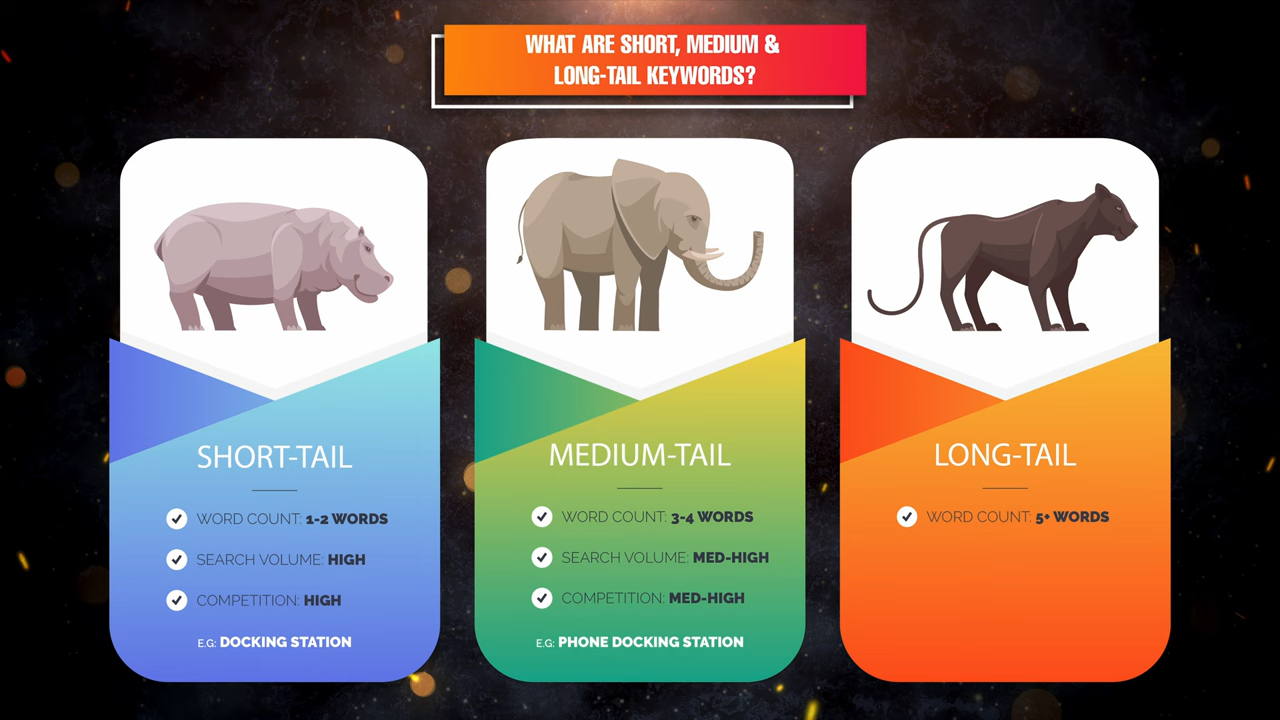 WHAT ARE SHORT, MEDIUM &
LONG-TAIL KEYWORDS?
SHORT-TAIL
WORD COUNT: 1-2 WORDS
SEARCH VOLUME: HIGH
COMPETITION: HIGH
E.G: DOCKING STATION
MEDIUM-TAIL
WORD COUNT: 3-4 WORDS
SEARCH VOLUME: MED-HIGH
COMPETITION: MED-HIGH
E.G: PHONE DOCKING STATION
LONG-TAIL
WORD COUNT: 5+ WORDS